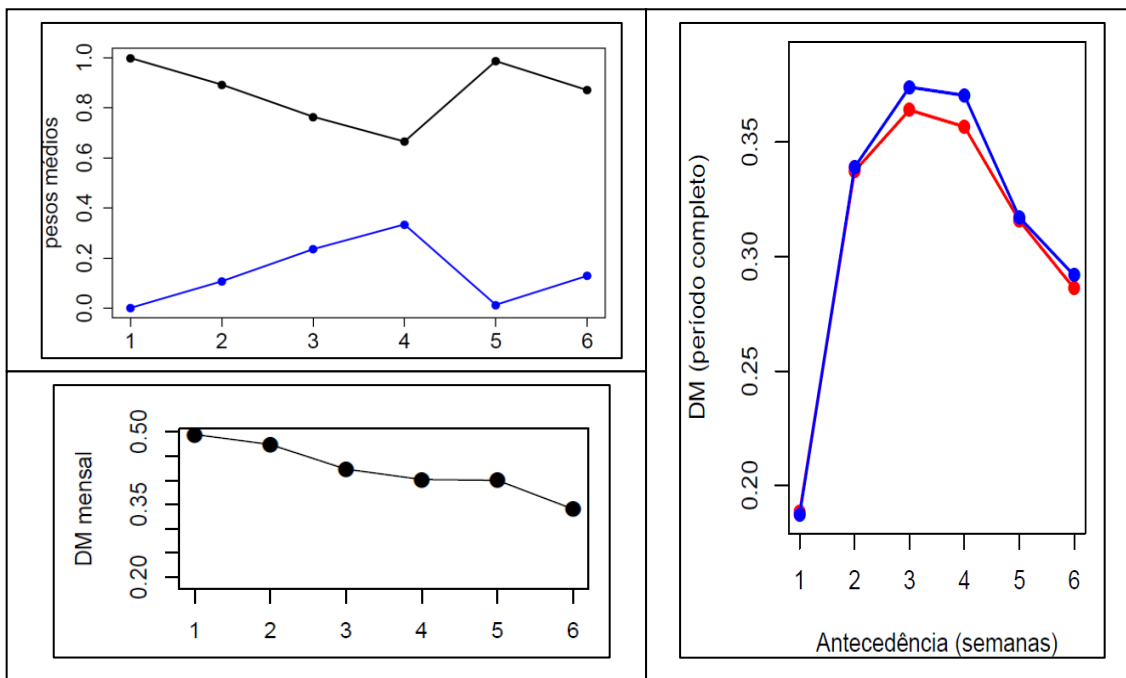 pesos médios
1.0
0.8
0.6
0.4
0.2
0.0
1 2 3 4 5 6
DM mensal
0.50
0.35
0.20
1 2 3 4 5 6
DM (período completo)
0.35
0.30
0.25
0.20
1 2 3 4 5 6
Antecedência (semanas)